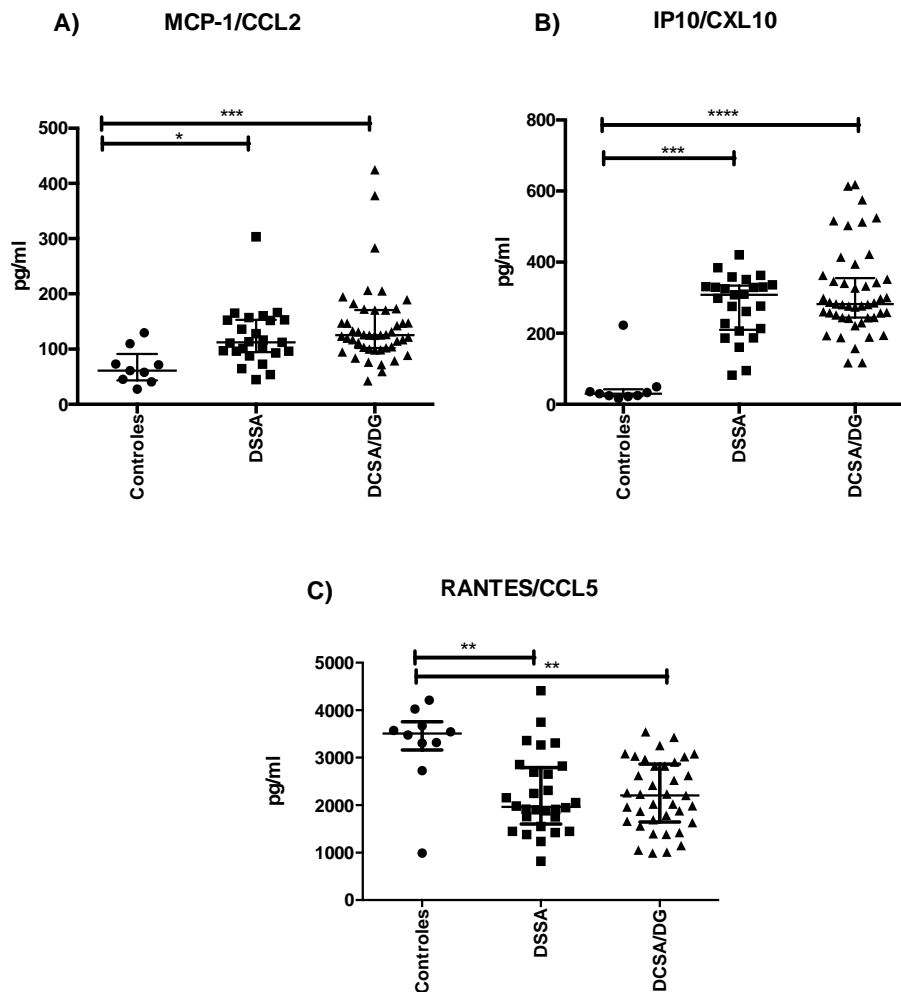 A) MCP-1/CCL2
***
*
500
400
300
200
100
0
pg/ml
Controles
DSSA
DCSA/DG
B) IP10/CXL10
****
***
800
600
400
200
0
pg/ml
Controles
DSSA
DCSA/DG
C) RANTES/CCL5
**
**
5000
4000
3000
2000
1000
0
pg/ml
Controles
DSSA
DCSA/DG